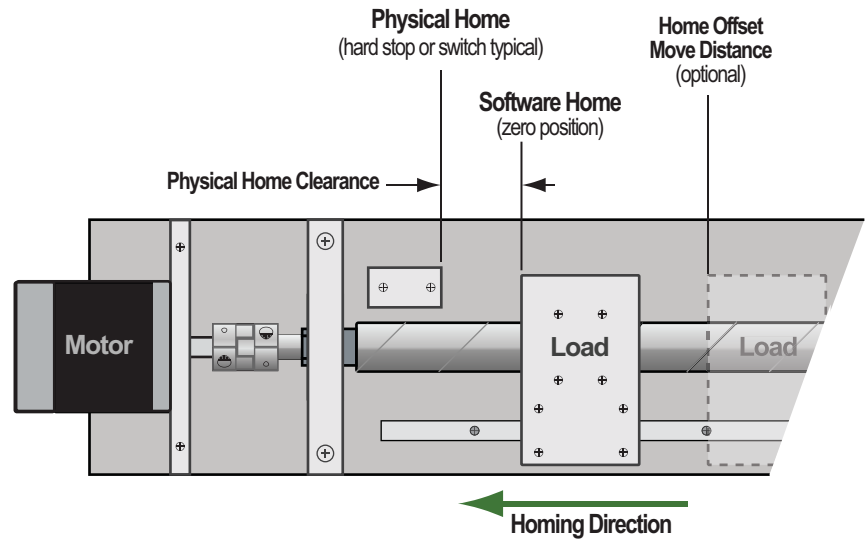 Physical Home
(hard stop or switch typical)
Home Offset
Move Distance
(optional)
Software Home
(zero position)
Physical Home Clearance
Motor
Load
Load
Homing Direction